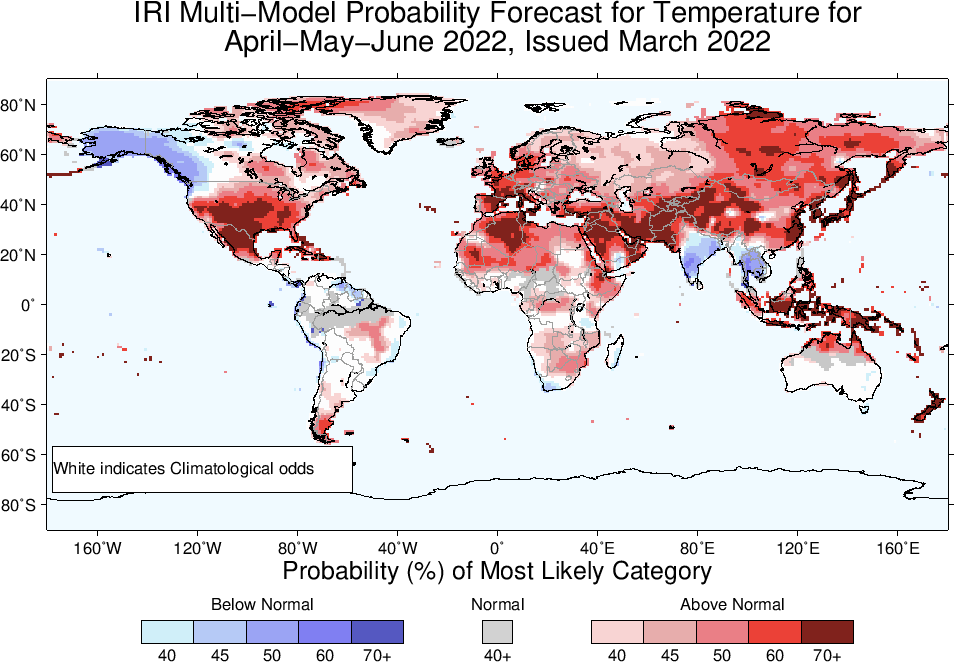 IRI Multi−Model Probability Forecast for Temperature for
April−May−June 2022, Issued March 2022
80˚N
60˚N
40˚N
20˚N
0˚
20˚S
40˚S
60˚S
80˚S
White indicates Climatological odds
160˚W 120˚W 80˚W 40˚W 0˚ 40˚E 80˚E 120˚E 160˚E
Probability (%) of Most Likely Category
Below Normal Normal Above Normal
40 45 50 60 70+ 40+ 40 45 50 60 70+